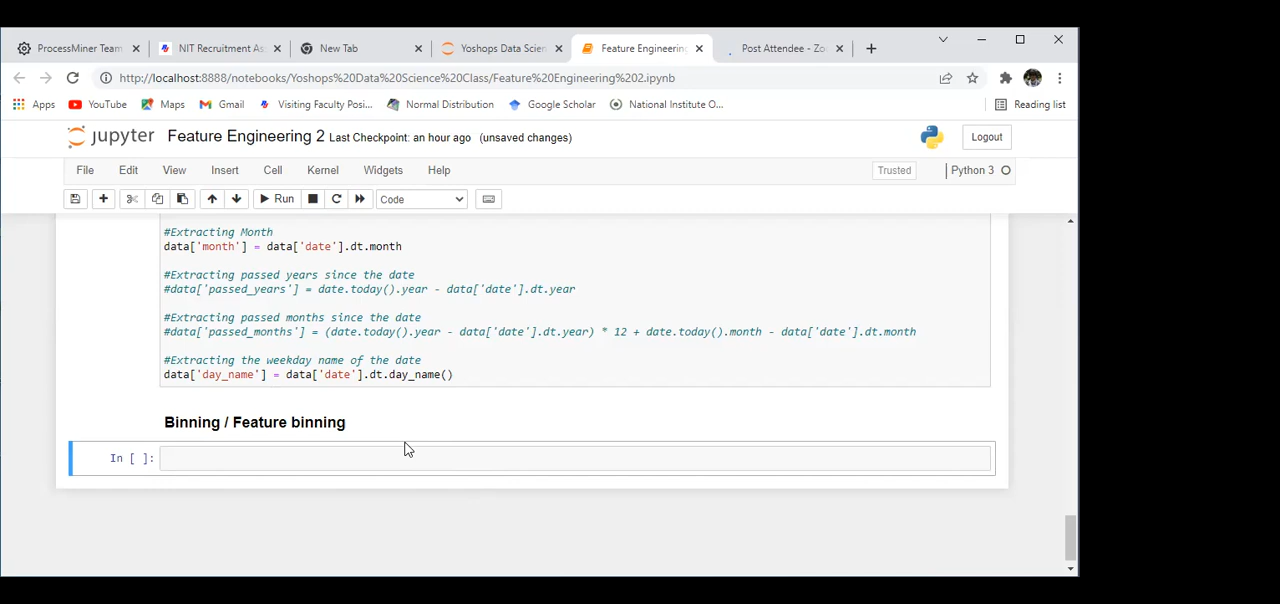 ProcessMiner Team
NIT Recruitment As
New Tab
Yoshops Data Scien
Feature Engineering
Post Attendee - Zo
http://localhost:8888/notebooks/Yoshops%20Data%20Science%20Class/Feature%20Engineering%202.ipynb
Apps
YouTube
Maps
Gmail
Visiting Faculty Posi...
Normal Distribution
Google Scholar
National Institute O...
Reading list
jupyter Feature Engineering 2 Last Checkpoint: an hour ago (unsaved changes)
Logout
File Edit View Insert Cell Kernel Widgets Help
Trusted
Python 3
Run
Code
#Extracting Month
data['month'] = data['date'].dt.month
#Extracting passed years since the date
#data['passed_years'] = date.today().year - data['date'].dt.year
#Extracting passed months since the date
#data['passed_months'] = (date.today().year - data['date'].dt.year) * 12 + date.today().month - data['date'].dt.month
#Extracting the weekday name of the date
data['day_name'] = data['date'].dt.day_name()
Binning / Feature binning
In [ ]: